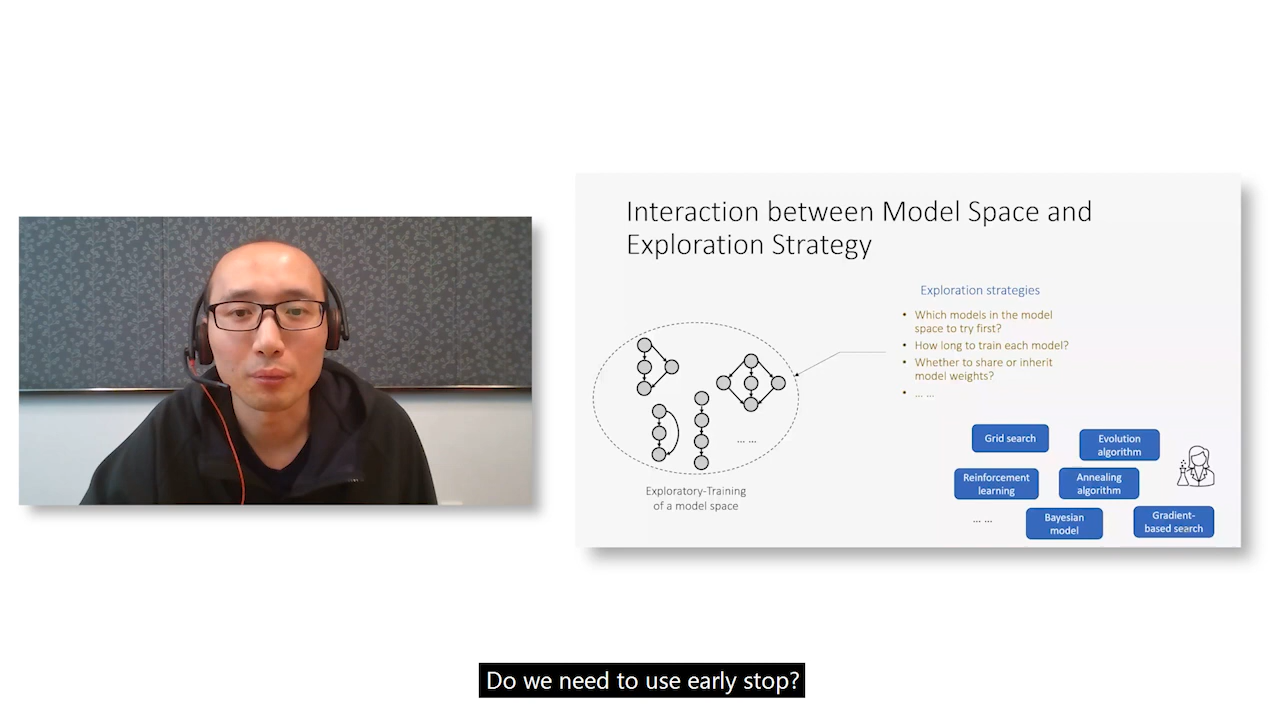 Interaction between Model Space and
Exploration Strategy
Exploration strategies
• Which models in the model
space to try first?
• How long to train each model?
• Whether to share or inherit
model weights?
• ... ...
... ...
Exploratory-Training
of a model space
Grid search
Evolution
algorithm
Reinforcement
learning
Annealing
algorithm
... ...
Bayesian
model
Gradient-
based search
Do we need to use early stop?